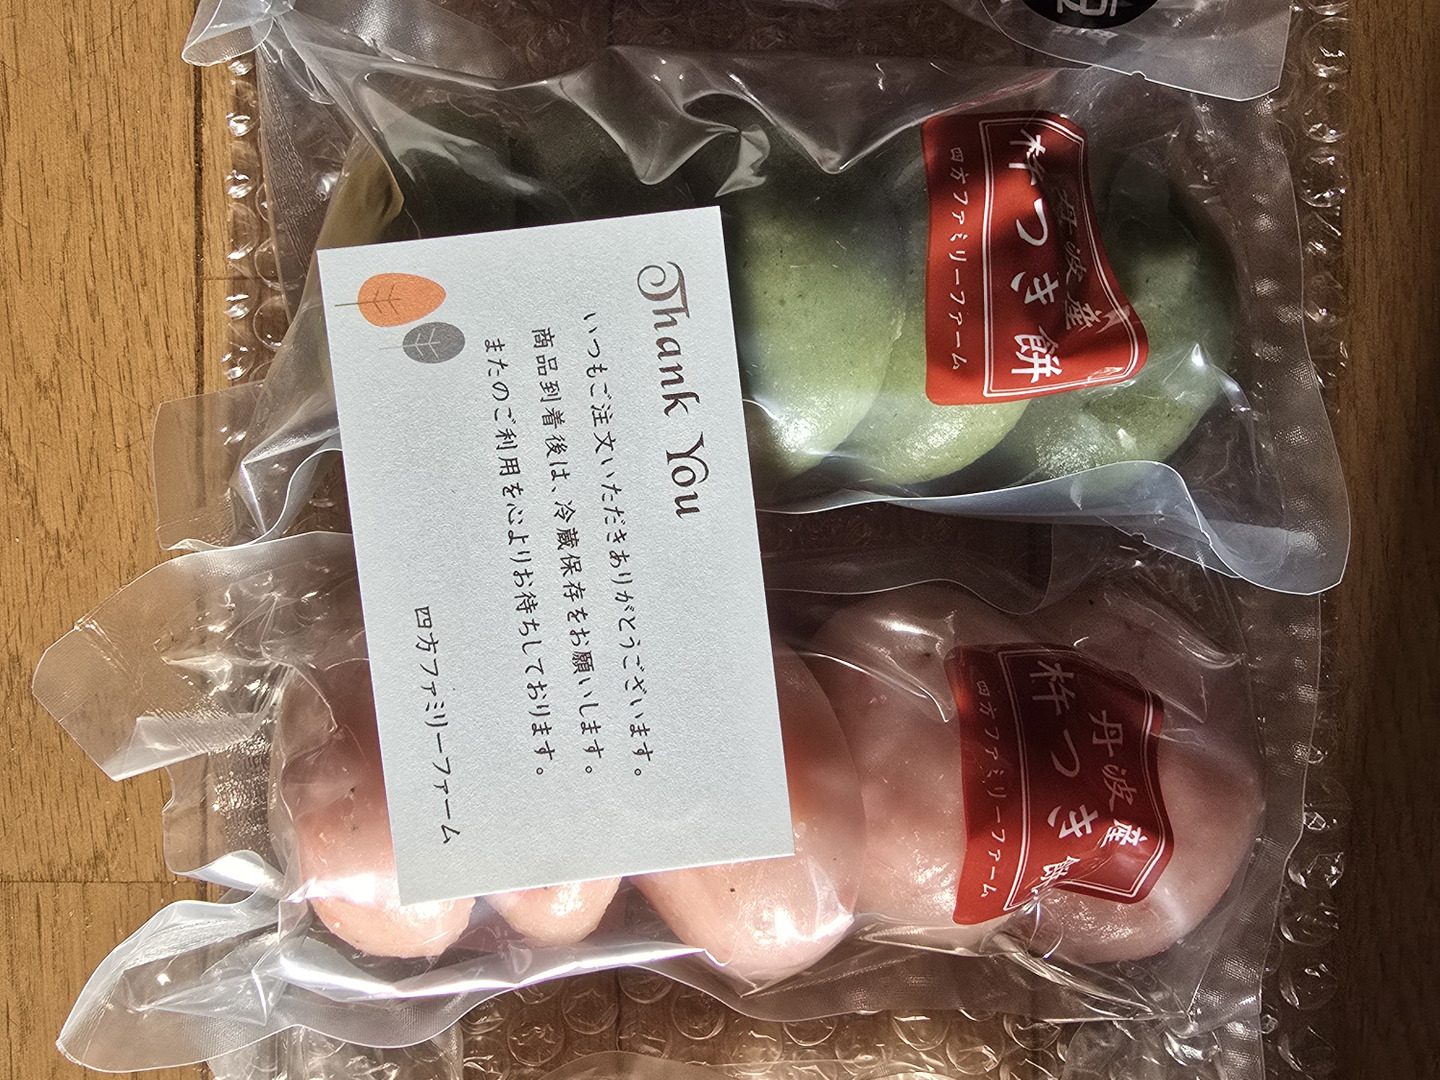 Thank You
いつもご注文いただきありがとうございます。
商品到着後は、冷蔵保存をお願いします。
またのご利用を心よりお待ちしております。
四方ファミリーファーム
丹波産
杵つき餅
四方ファミリーファーム
丹波産
杵つき餅
四方ファミリーファーム